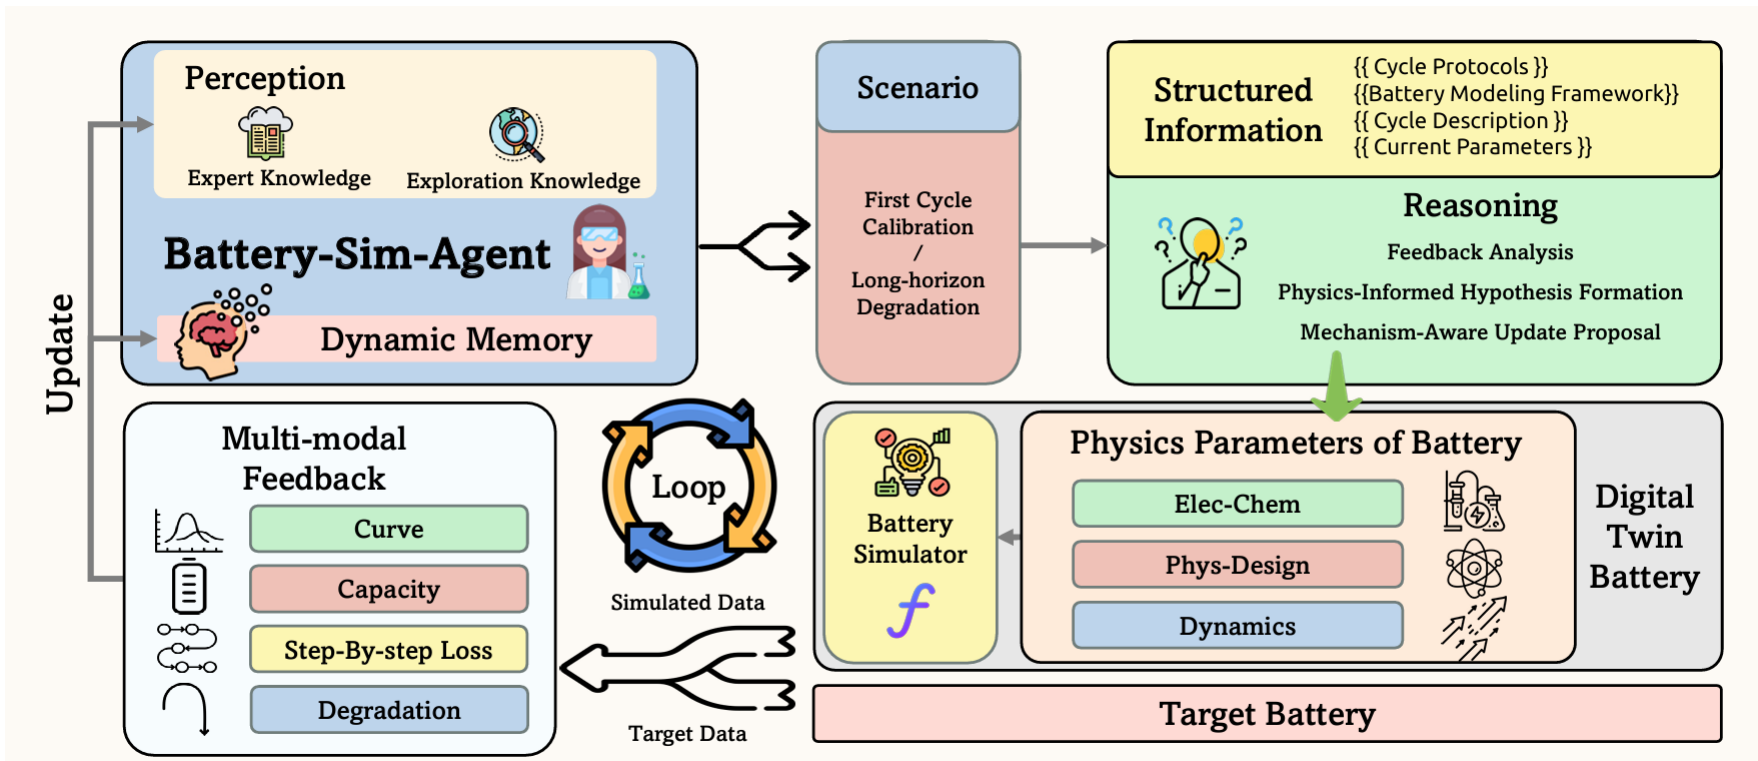 Perception
Expert Knowledge
Exploration Knowledge
Battery-Sim-Agent
Dynamic Memory
Update
Scenario
First Cycle
Calibration
/
Long-horizon
Degradation
Structured
Information
{{ Cycle Protocols }}
{{Battery Modeling Framework}}
{{ Cycle Description }}
{{ Current Parameters }}
Reasoning
Feedback Analysis
Physics-Informed Hypothesis Formation
Mechanism-Aware Update Proposal
Multi-modal
Feedback
Curve
Capacity
Step-By-step Loss
Degradation
Loop
Simulated Data
Target Data
Battery
Simulator
f
Physics Parameters of Battery
Elec-Chem
Phys-Design
Dynamics
Digital
Twin
Battery
Target Battery